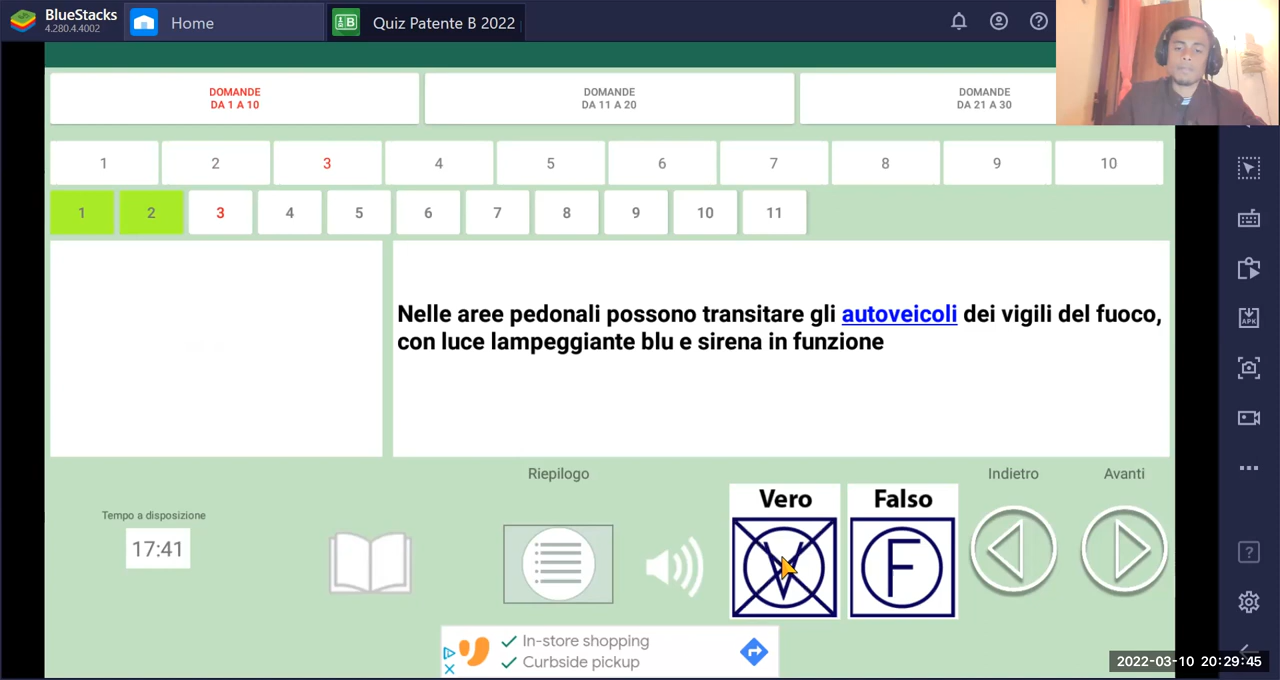 BlueStacks
4.280.4.4002
Home
Quiz Patente B 2022
DOMANDE
DA 1 A 10
DOMANDE
DA 11 A 20
DOMANDE
DA 21 A 30
1 2 3 4 5 6 7 8 9 10
1 2 3 4 5 6 7 8 9 10 11
Nelle aree pedonali possono transitare gli autoveicoli dei vigili del fuoco,
con luce lampeggiante blu e sirena in funzione
Riepilogo
Indietro
Avanti
Vero
Falso
Tempo a disposizione
17:41
V
F
In-store shopping
Curbside pickup
APK
2022-03-10 20:29:45